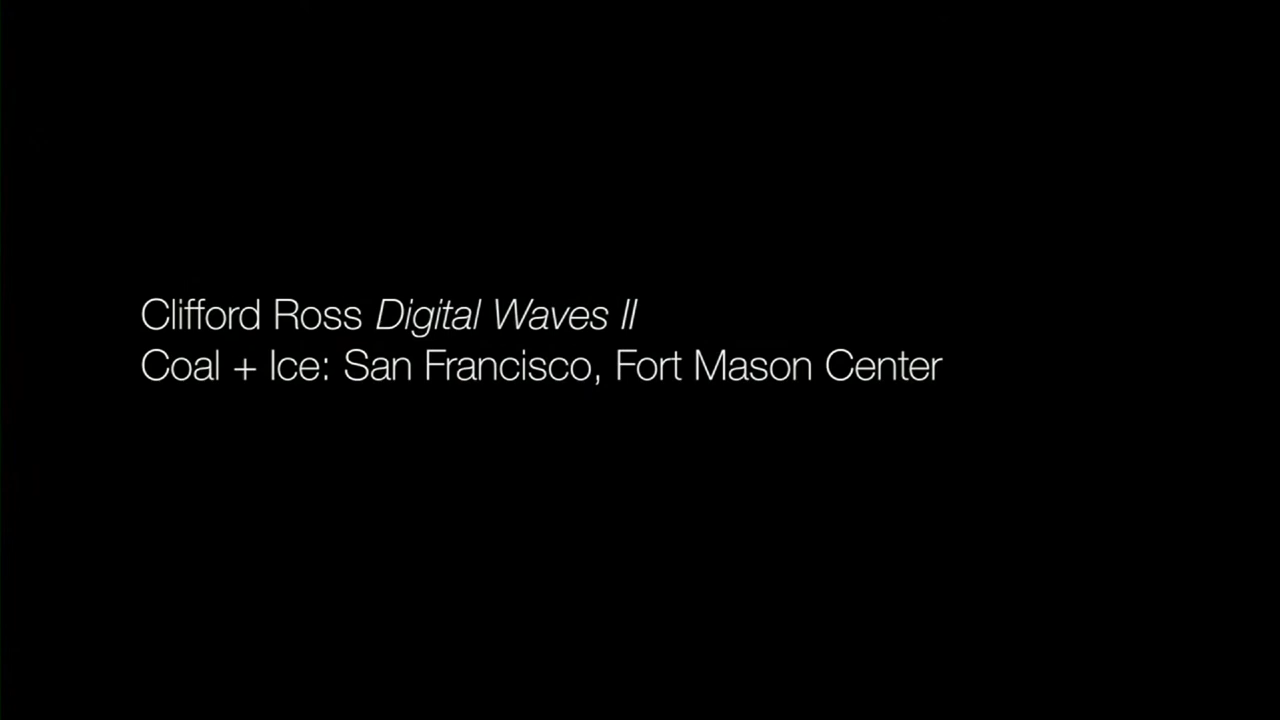 Clifford Ross Digital Waves II
Coal + Ice: San Francisco, Fort Mason Center